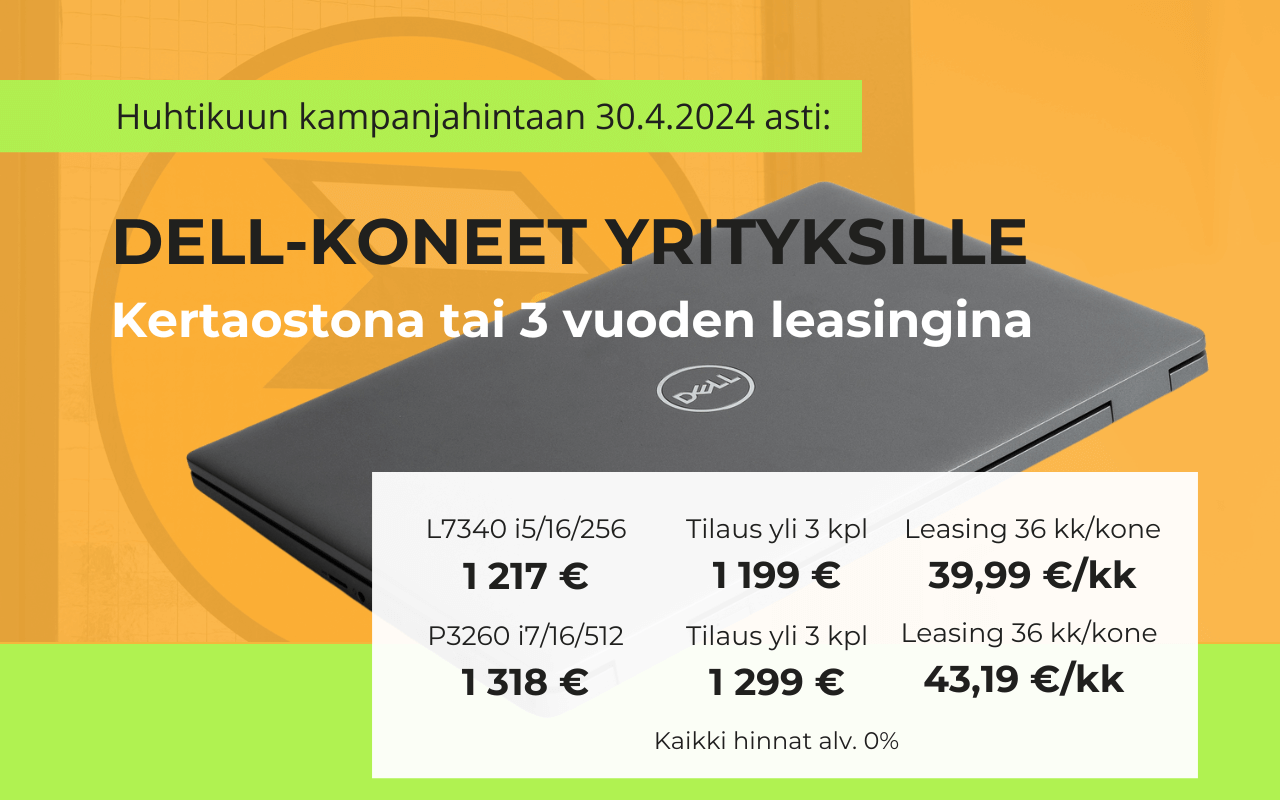 Huhtikuun kampanjahintaan 30.4.2024 asti:
DELL-KONEET YRITYKSILLE
Kertaostona tai 3 vuoden leasingina
DELL
L7340 i5/16/256 Tilaus yli 3 kpl Leasing 36 kk/kone
1 217 € 1 199 € 39,99 €/kk
P3260 i7/16/512 Tilaus yli 3 kpl Leasing 36 kk/kone
1 318 € 1 299 € 43,19 €/kk
Kaikki hinnat alv. 0%